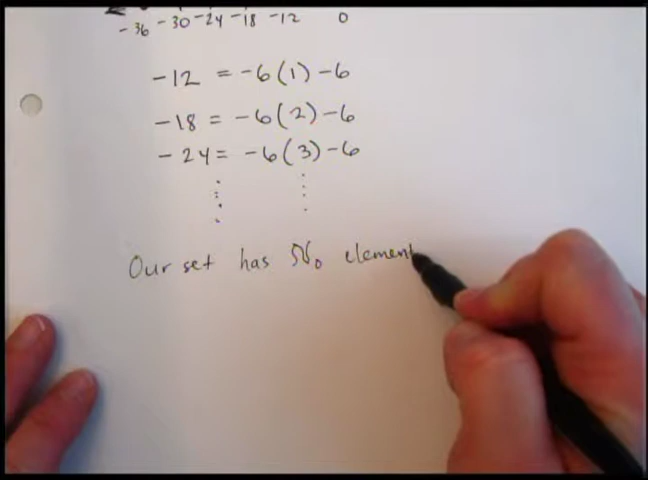 -36 -30 -24 -18 -12 0
-12 = -6(1)-6
-18 = -6(2)-6
-24 = -6(3)-6
Our set has ℵ₀ element